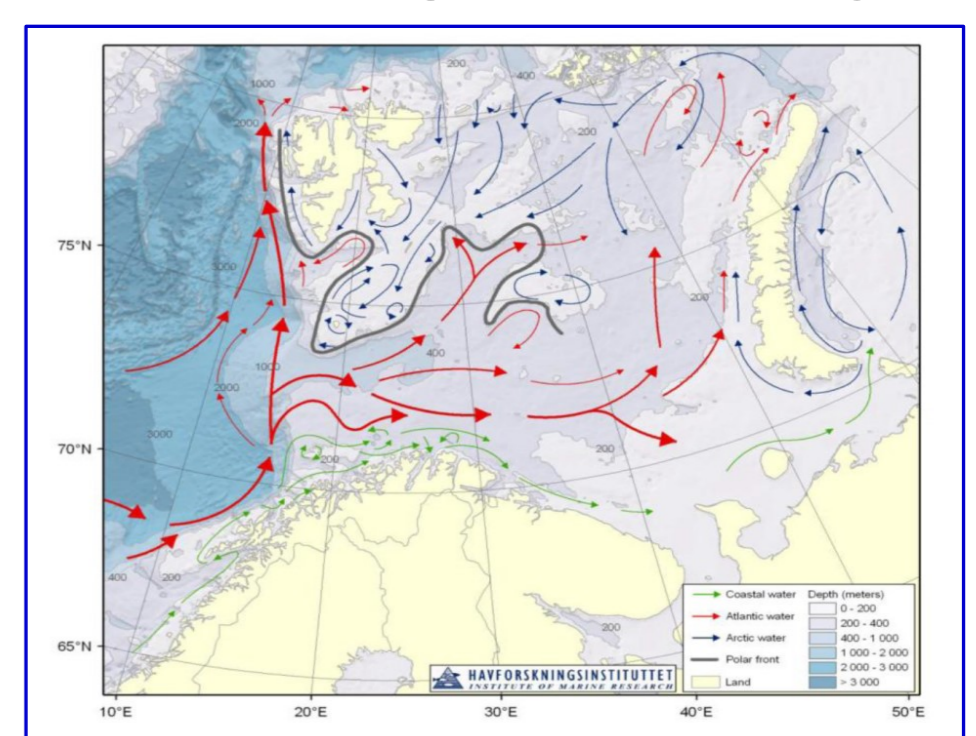 200
1000
400
2000
200
75°N
3000
200
400
1000
2000
70°N
3000
200
200
400
200
200
65°N
Coastal water
Atlantic water
Arctic water
Polar front
Land
Depth (meters)
0 - 200
200 - 400
400 - 1 000
1 000 - 2 000
2 000 - 3 000
> 3 000
HAVFORSKNINGSINSTITUTTET
INSTITUTE OF MARINE RESEARCH
10°E 20°E 30°E 40°E 50°E